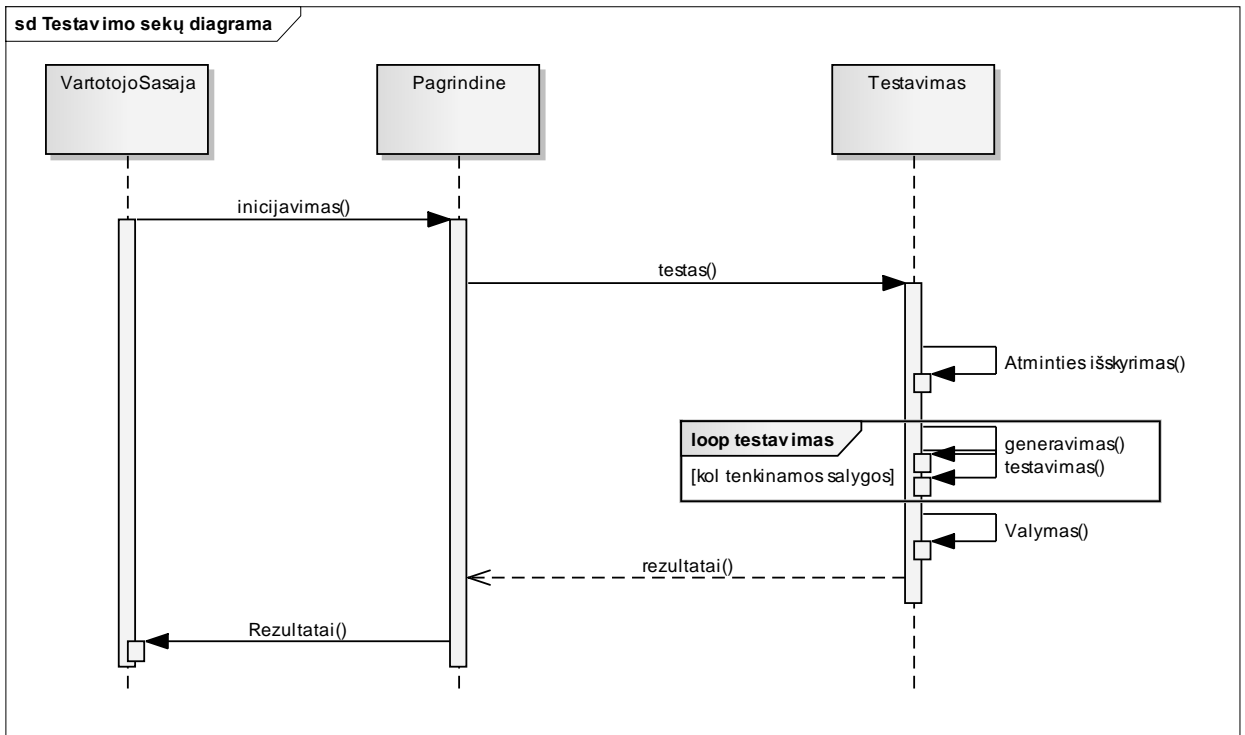 sd Testavimo sekų diagrama
VartotojoSasaja
Pagrindine
Testavimas
inicijavimas()
testas()
Atminties išskyrimas()
loop testavimas
generavimas()
[kol tenkinamos salygos]
testavimas()
Valymas()
rezultatai()
Rezultatai()